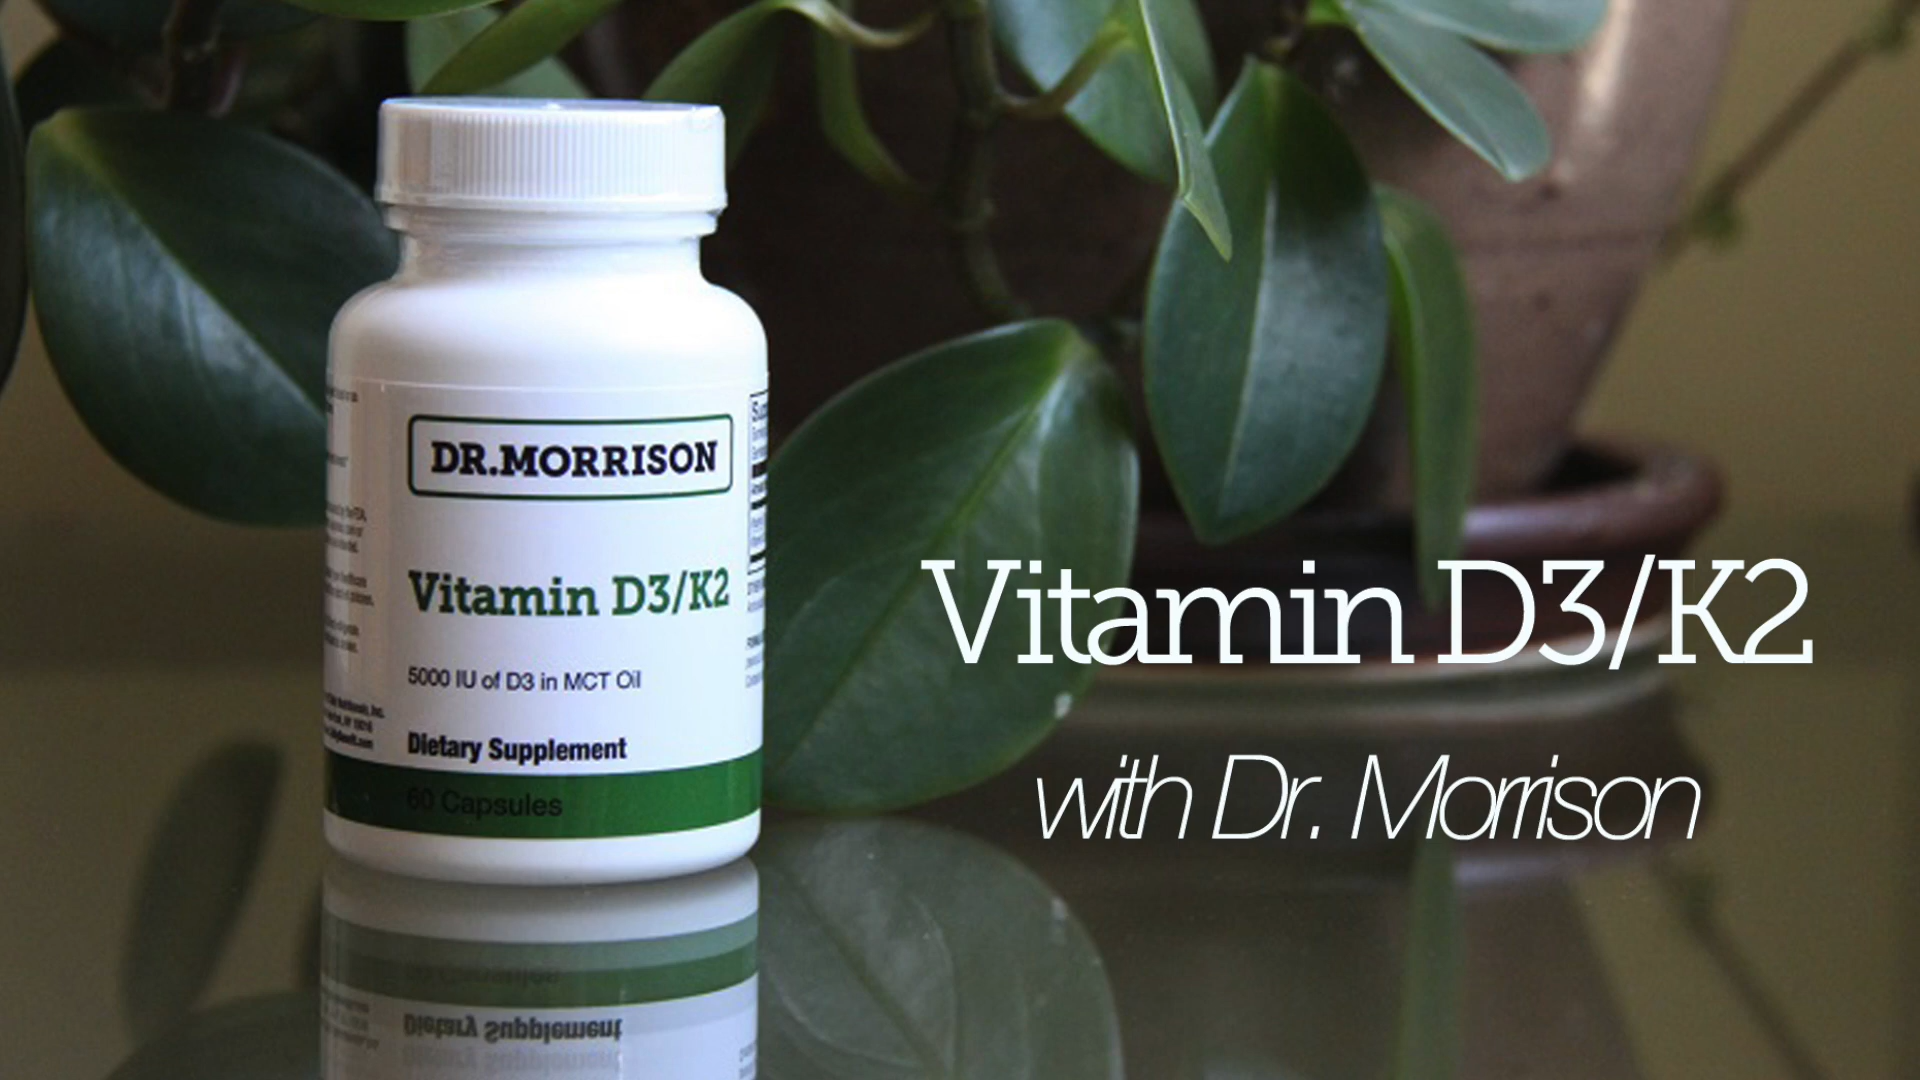 DR.MORRISON
Vitamin D3/K2
5000 IU of D3 in MCT Oil
Dietary Supplement
60 Capsules
Vitamin D3/K2
with Dr. Morrison